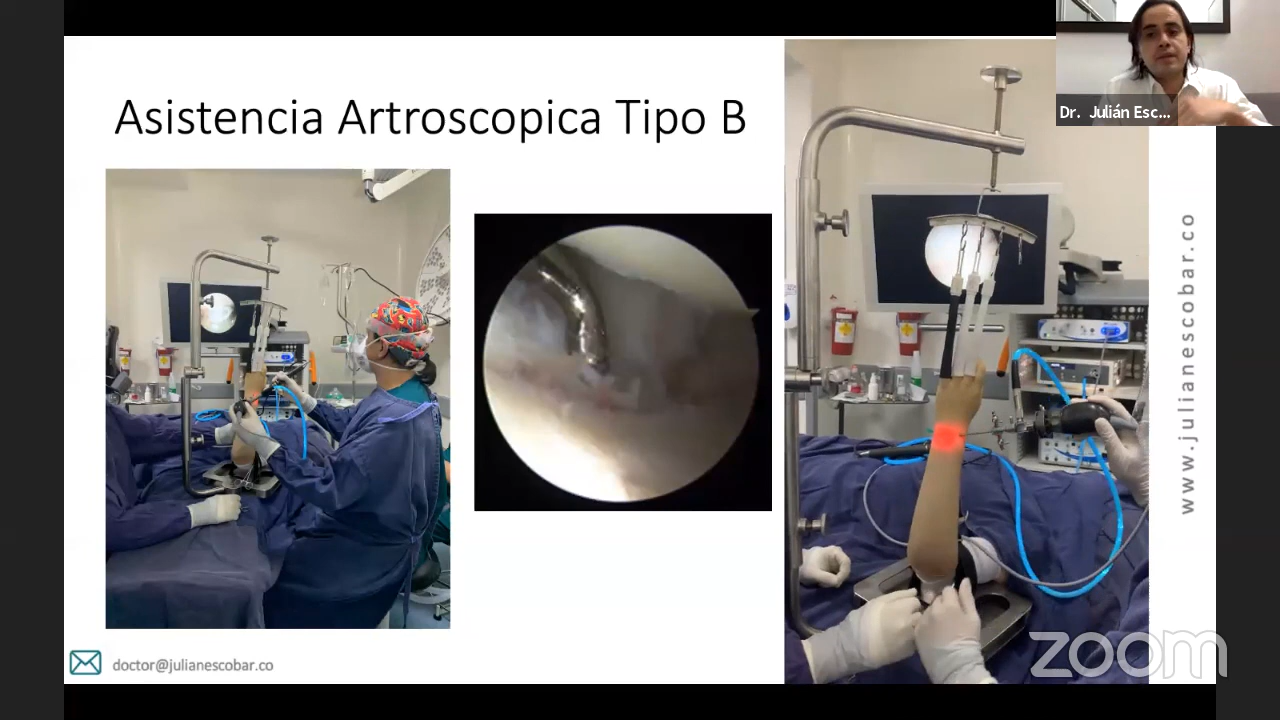 Asistencia Artroscopica Tipo B
Dr. Julián Esc...
www.julianescobar.co
doctor@julianescobar.co
zoom